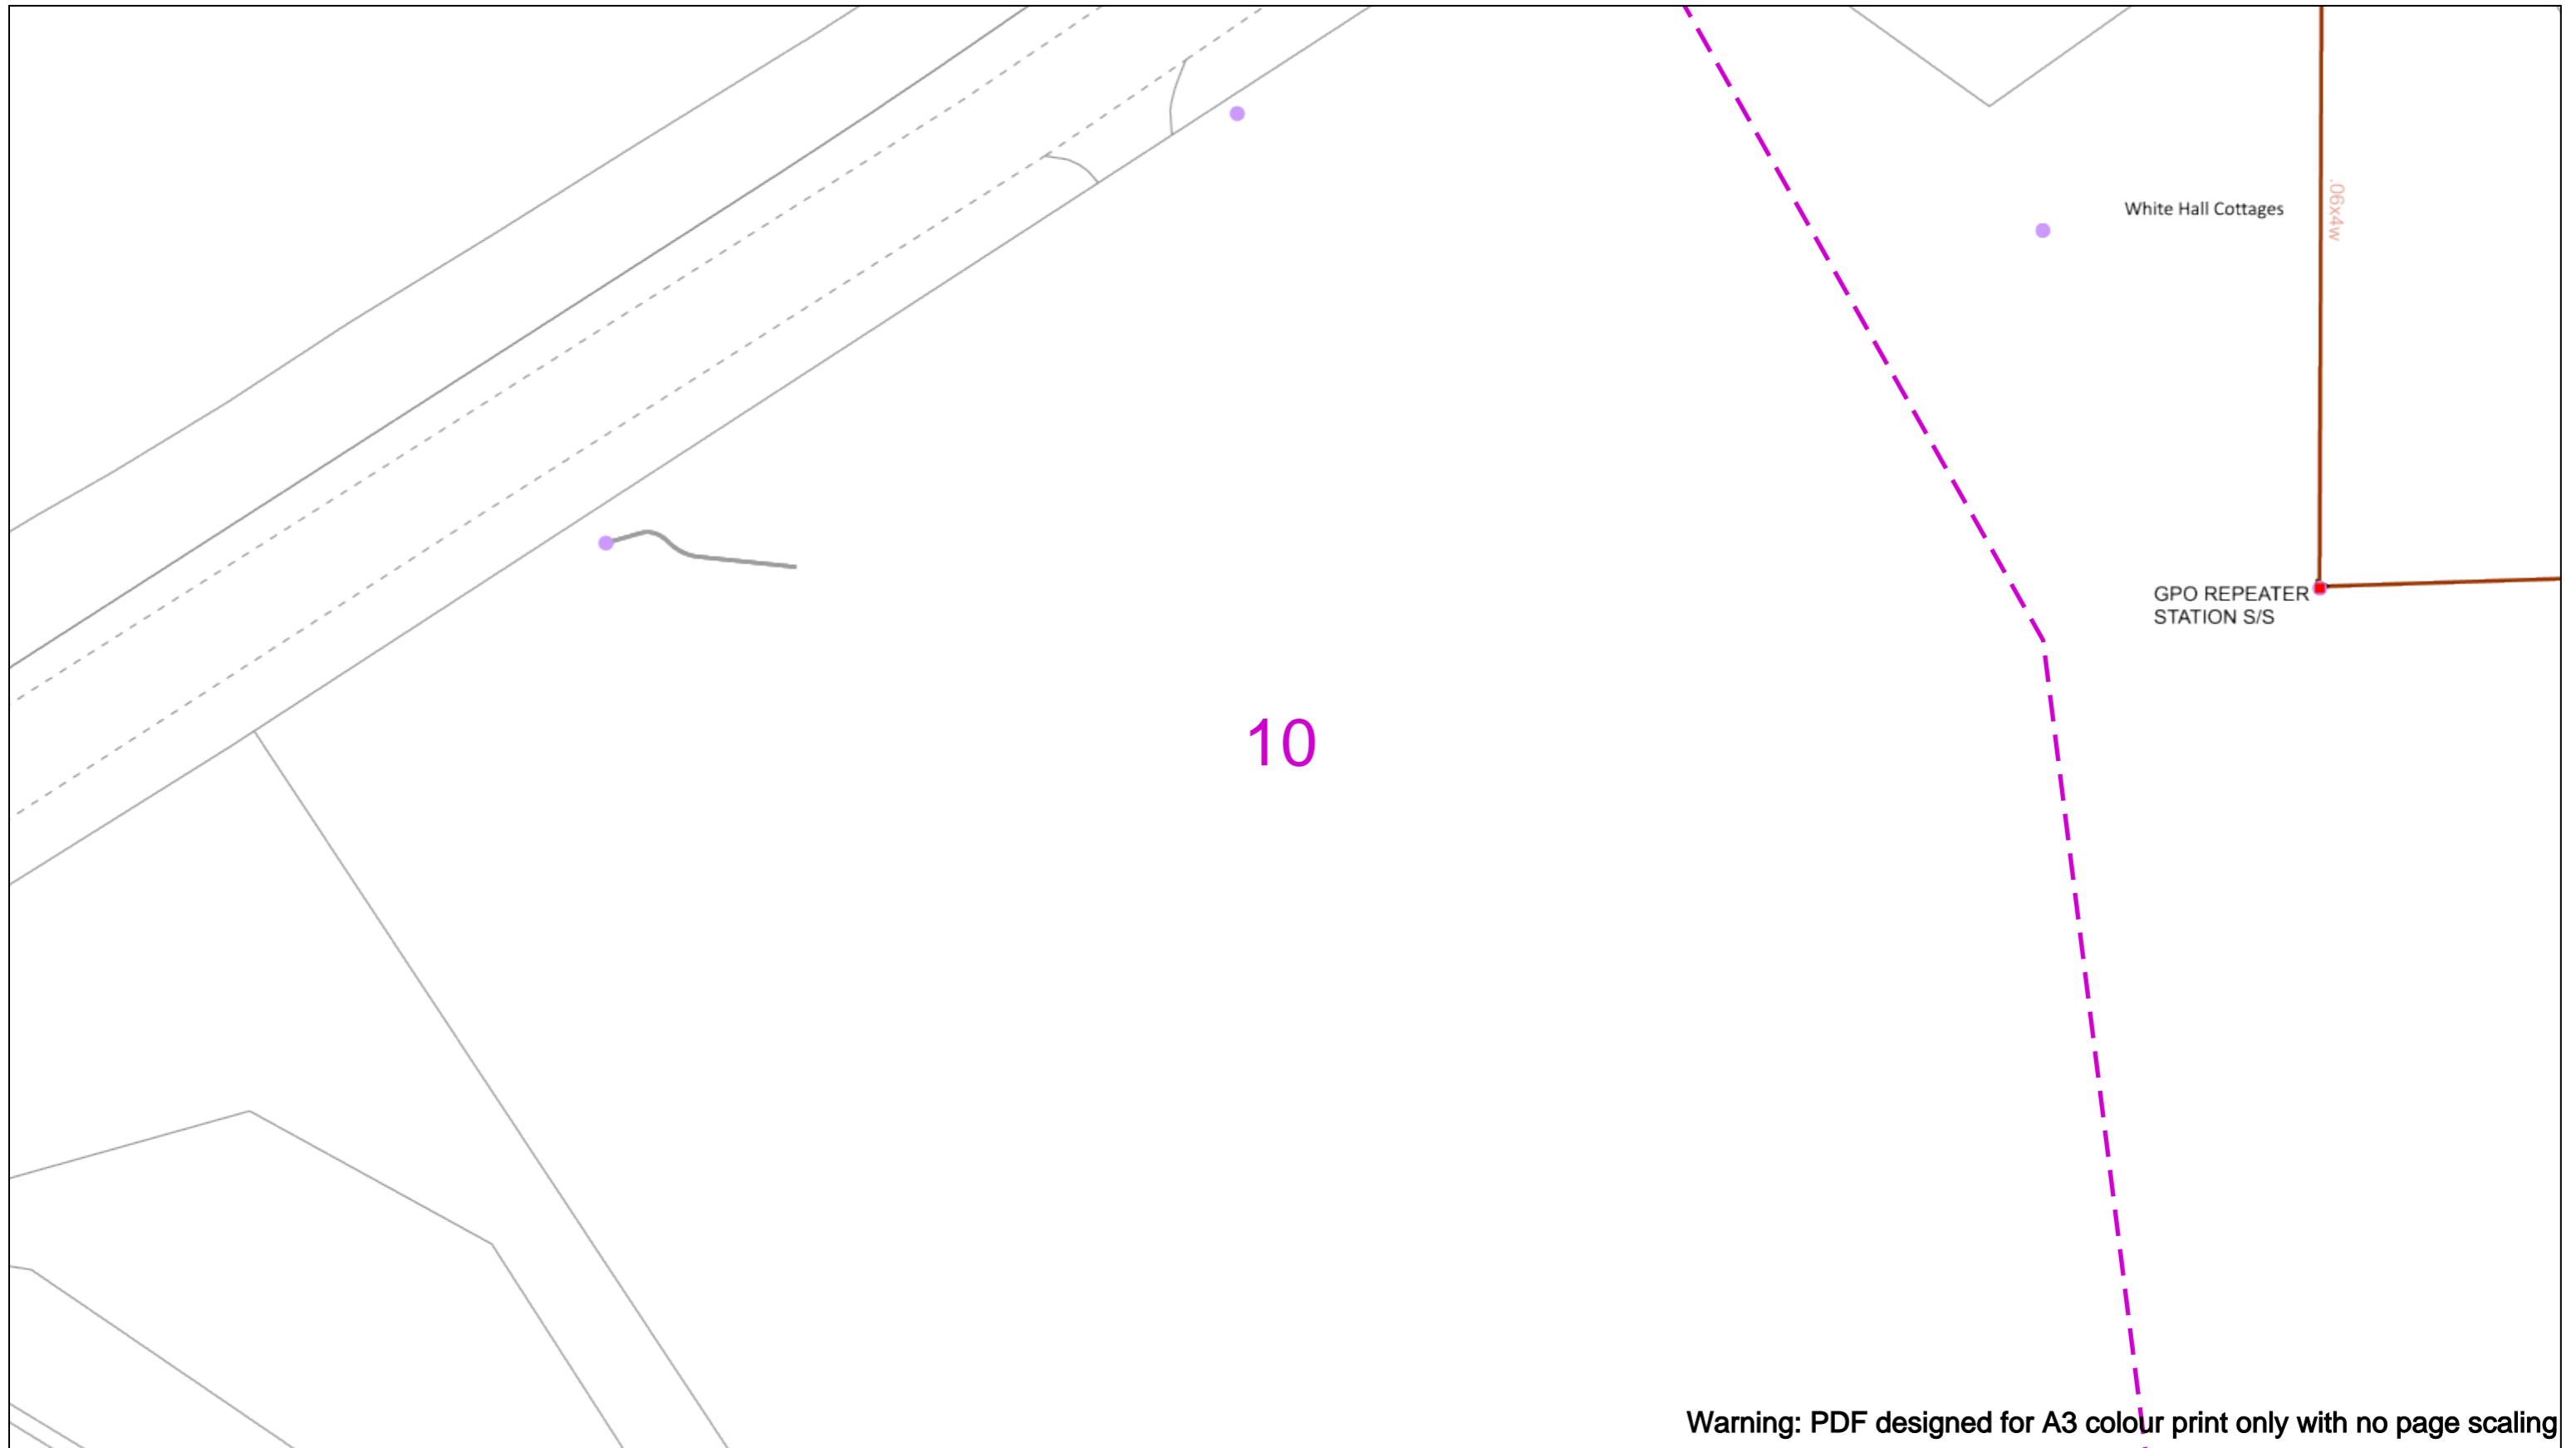 White Hall Cottages
.06x4w
GPO REPEATER
STATION S/S
10
Warning: PDF designed for A3 colour print only with no page scaling